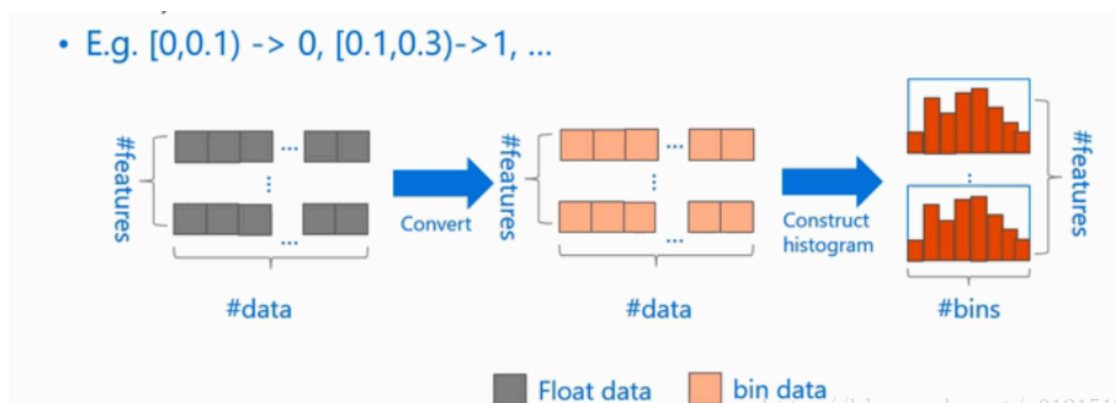 • E.g. [0,0.1) -> 0, [0.1,0.3)->1, ...
#features
...
...
...
Convert
#features
...
...
...
Construct
histogram
#features
#data
#data
#bins
Float data
bin data